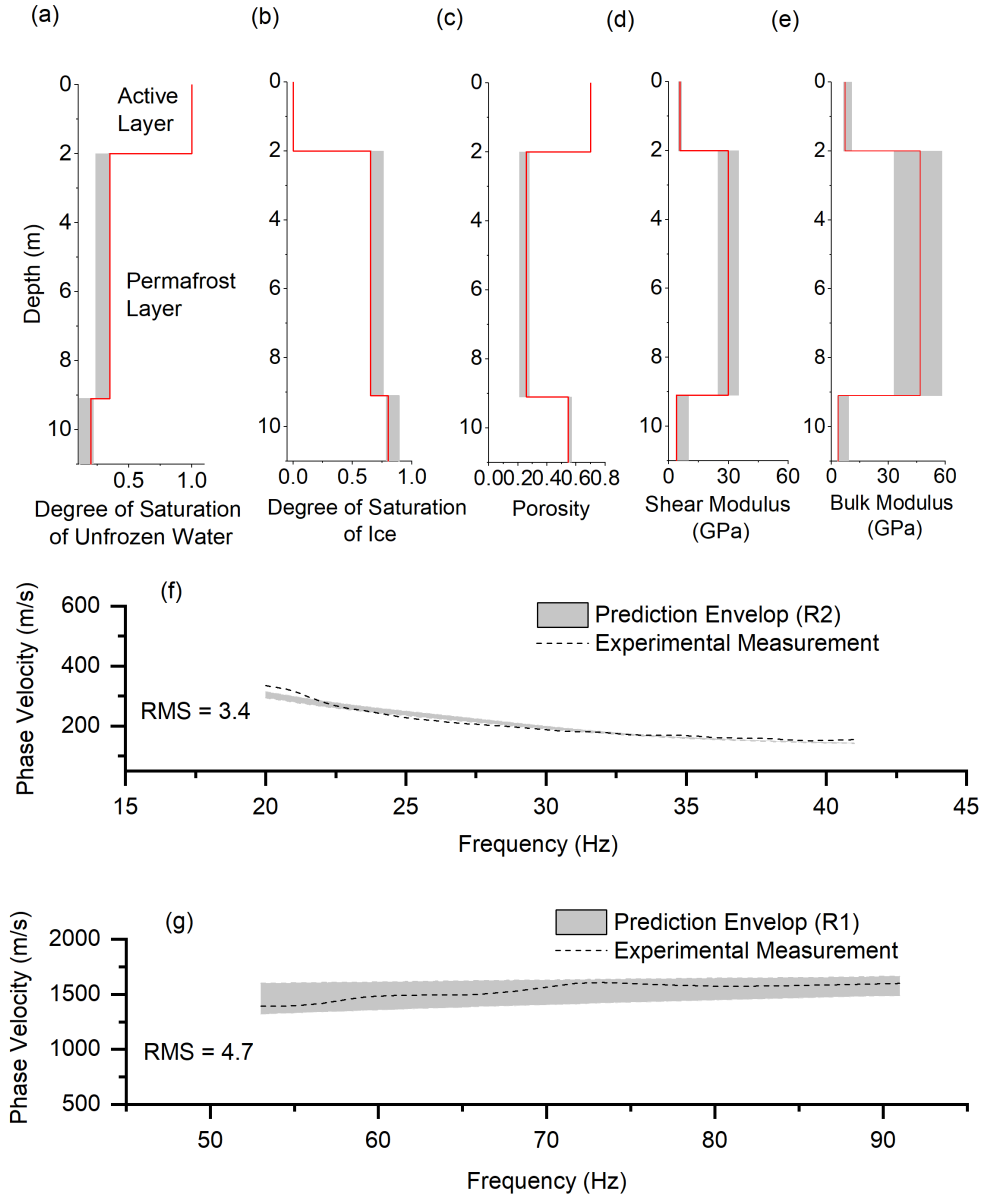 (a)
(b)
(c)
(d)
(e)
0
2
4
6
8
10
Depth (m)
Active
Layer
Permafrost
Layer
0.5
1.0
Degree of Saturation
of Unfrozen Water
0
2
4
6
8
10
0.0
0.5
1.0
Degree of Saturation
of Ice
0
2
4
6
8
10
0.00.20.40.60.8
Porosity
0
2
4
6
8
10
0
30
60
Shear Modulus
(GPa)
0
2
4
6
8
10
0
30
60
Bulk Modulus
(GPa)
(f)
Phase Velocity (m/s)
600
400
200
Prediction Envelop (R2)
Experimental Measurement
RMS = 3.4
15
20
25
30
35
40
45
Frequency (Hz)
(g)
Phase Velocity (m/s)
2000
1500
1000
500
Prediction Envelop (R1)
Experimental Measurement
RMS = 4.7
50
60
70
80
90
Frequency (Hz)